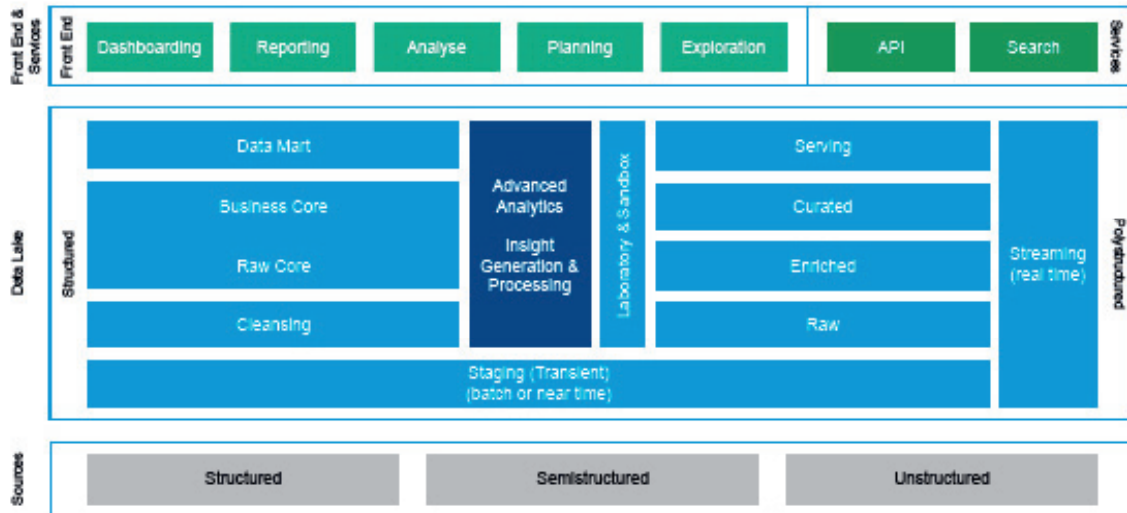 Front End &
Services
Front End
Dashboarding
Reporting
Analyse
Planning
Exploration
API
Search
Services
Data Lake
Structured
Data Mart
Business Core
Raw Core
Cleansing
Advanced
Analytics
Insight
Generation &
Processing
Laboratory & Sandbox
Serving
Curated
Enriched
Raw
Streaming
(real time)
Polystructured
Staging (Transient)
(batch or near time)
Sources
Structured
Semistructured
Unstructured